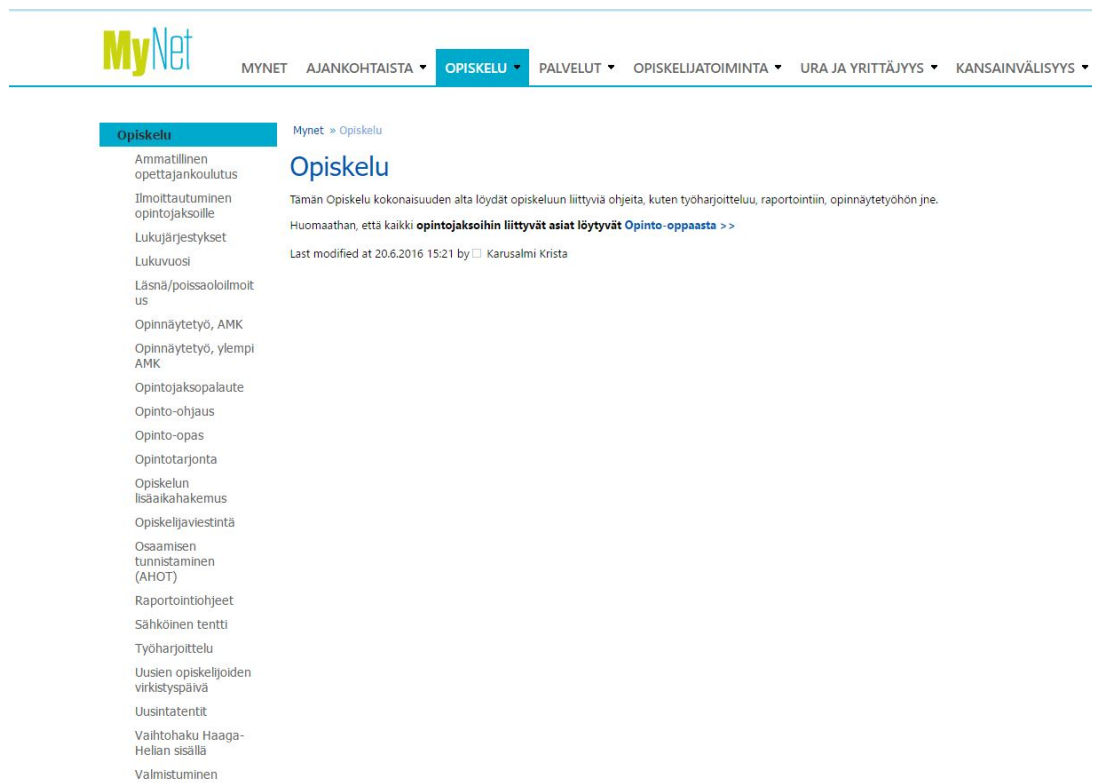 MyNet
MYNET AJANKOHTAISTA OPISKELU PALVELUT OPISKELIJATOIMINTA URA JA YRITTÄJYYS KANSAINVÄLISYYS
Opiskelu
Ammatillinen
opettajankoulutus
Ilmoittautuminen
opintojaksoille
Lukujärjestykset
Lukuvuosi
Läsnä/poissaoloilmoit
us
Opinnäytetyö, AMK
Opinnäytetyö, ylempi
AMK
Opintojaksopalaute
Opinto-ohjaus
Opinto-opas
Opintotarjonta
Opiskelun
lisäaikahakemus
Opiskelijaviestintä
Osaamisen
tunnistaminen
(AHOT)
Raportointiohjeet
Sähköinen tentti
Työharjoittelu
Uusien opiskelijoiden
virkistyspäivä
Uusintatentit
Vaihtohaku Haaga-
Helian sisällä
Valmistuminen
Mynet » Opiskelu
Opiskelu
Tämän Opiskelu kokonaisuuden alta löydät opiskeluun liittyviä ohjeita, kuten työharjoitteluu, raportointiin, opinnäytetyöhön jne.
Huomaathan, että kaikki opintojaksoihin liittyvät asiat löytyvät Opinto-oppaasta >>
Last modified at 20.6.2016 15:21 by Karusalmi Krista